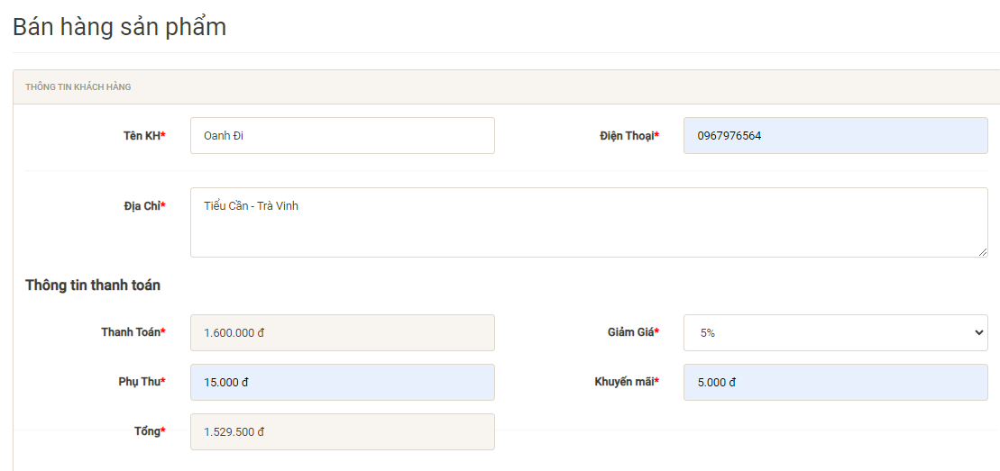 Bán hàng sản phẩm
THÔNG TIN KHÁCH HÀNG
Tên KH* Oanh Đi Điện Thoại* 0967976564
Địa Chỉ* Tiểu Cần - Trà Vinh
Thông tin thanh toán
Thanh Toán* 1.600.000 đ Giảm Giá* 5%
Phụ Thu* 15.000 đ Khuyến mãi* 5.000 đ
Tổng* 1.529.500 đ